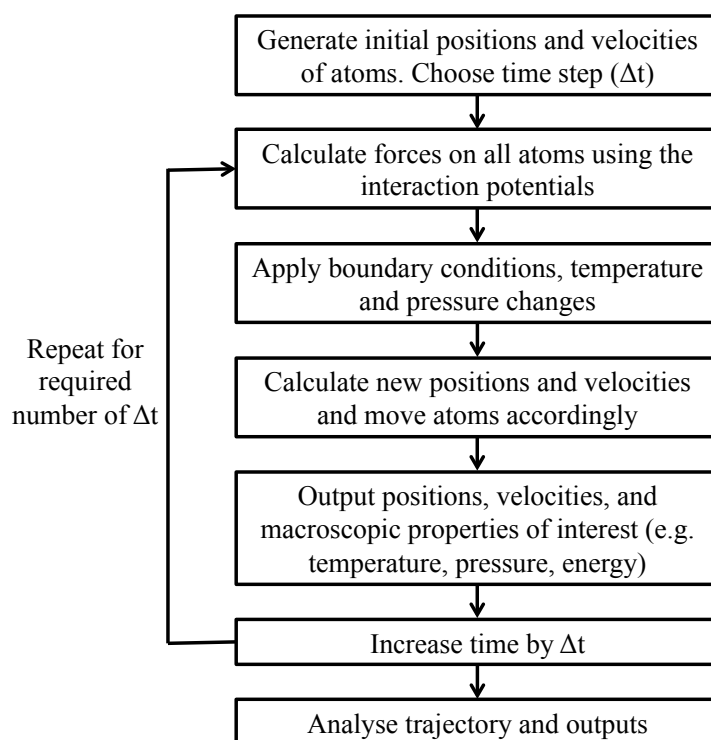 Generate initial positions and velocities
of atoms. Choose time step (Δt)
Calculate forces on all atoms using the
interaction potentials
Apply boundary conditions, temperature
and pressure changes
Repeat for
required
number of Δt
Calculate new positions and velocities
and move atoms accordingly
Output positions, velocities, and
macroscopic properties of interest (e.g.
temperature, pressure, energy)
Increase time by Δt
Analyse trajectory and outputs